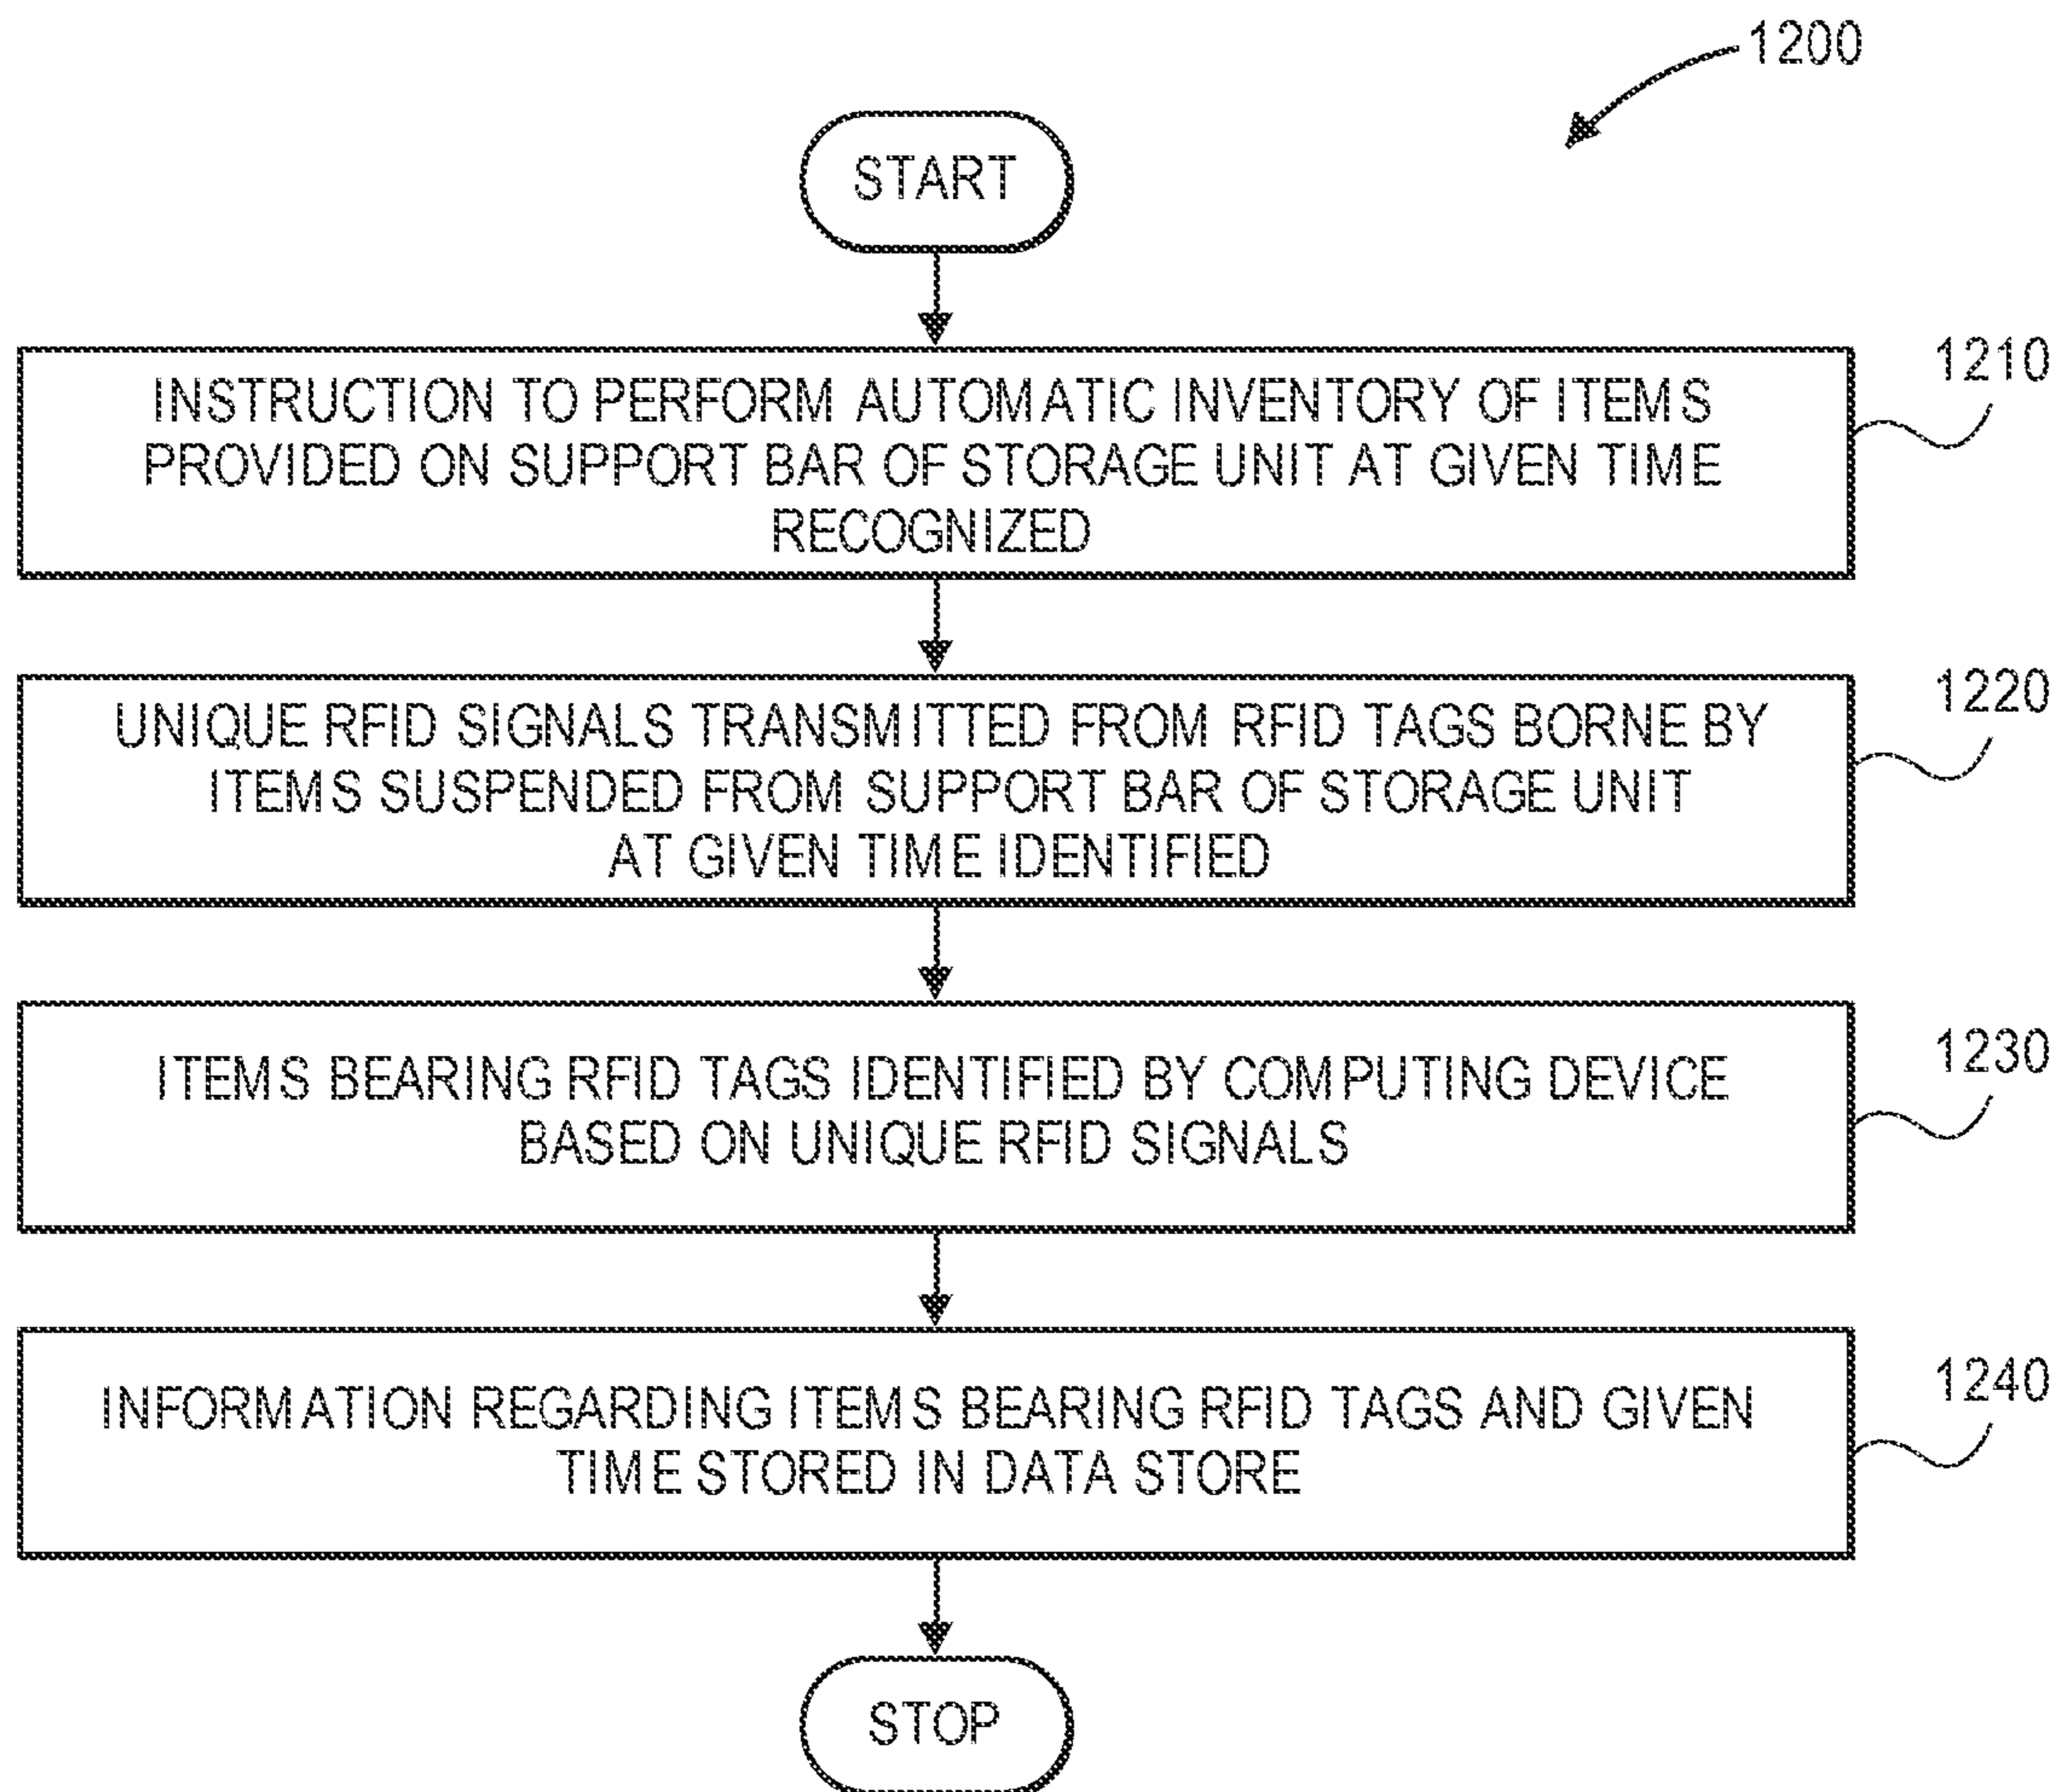 1200
START
1210
INSTRUCTION TO PERFORM AUTOMATIC INVENTORY OF ITEMS
PROVIDED ON SUPPORT BAR OF STORAGE UNIT AT GIVEN TIME
RECOGNIZED
1220
UNIQUE RFID SIGNALS TRANSMITTED FROM RFID TAGS BORNE BY
ITEMS SUSPENDED FROM SUPPORT BAR OF STORAGE UNIT
AT GIVEN TIME IDENTIFIED
1230
ITEMS BEARING RFID TAGS IDENTIFIED BY COMPUTING DEVICE
BASED ON UNIQUE RFID SIGNALS
1240
INFORMATION REGARDING ITEMS BEARING RFID TAGS AND GIVEN
TIME STORED IN DATA STORE
STOP